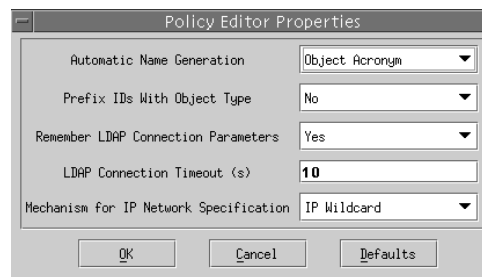 Policy Editor Properties
Automatic Name Generation Object Acronym
Prefix IDs With Object Type No
Remember LDAP Connection Parameters Yes
LDAP Connection Timeout (s) 10
Mechanism for IP Network Specification IP Wildcard
OK Cancel Defaults